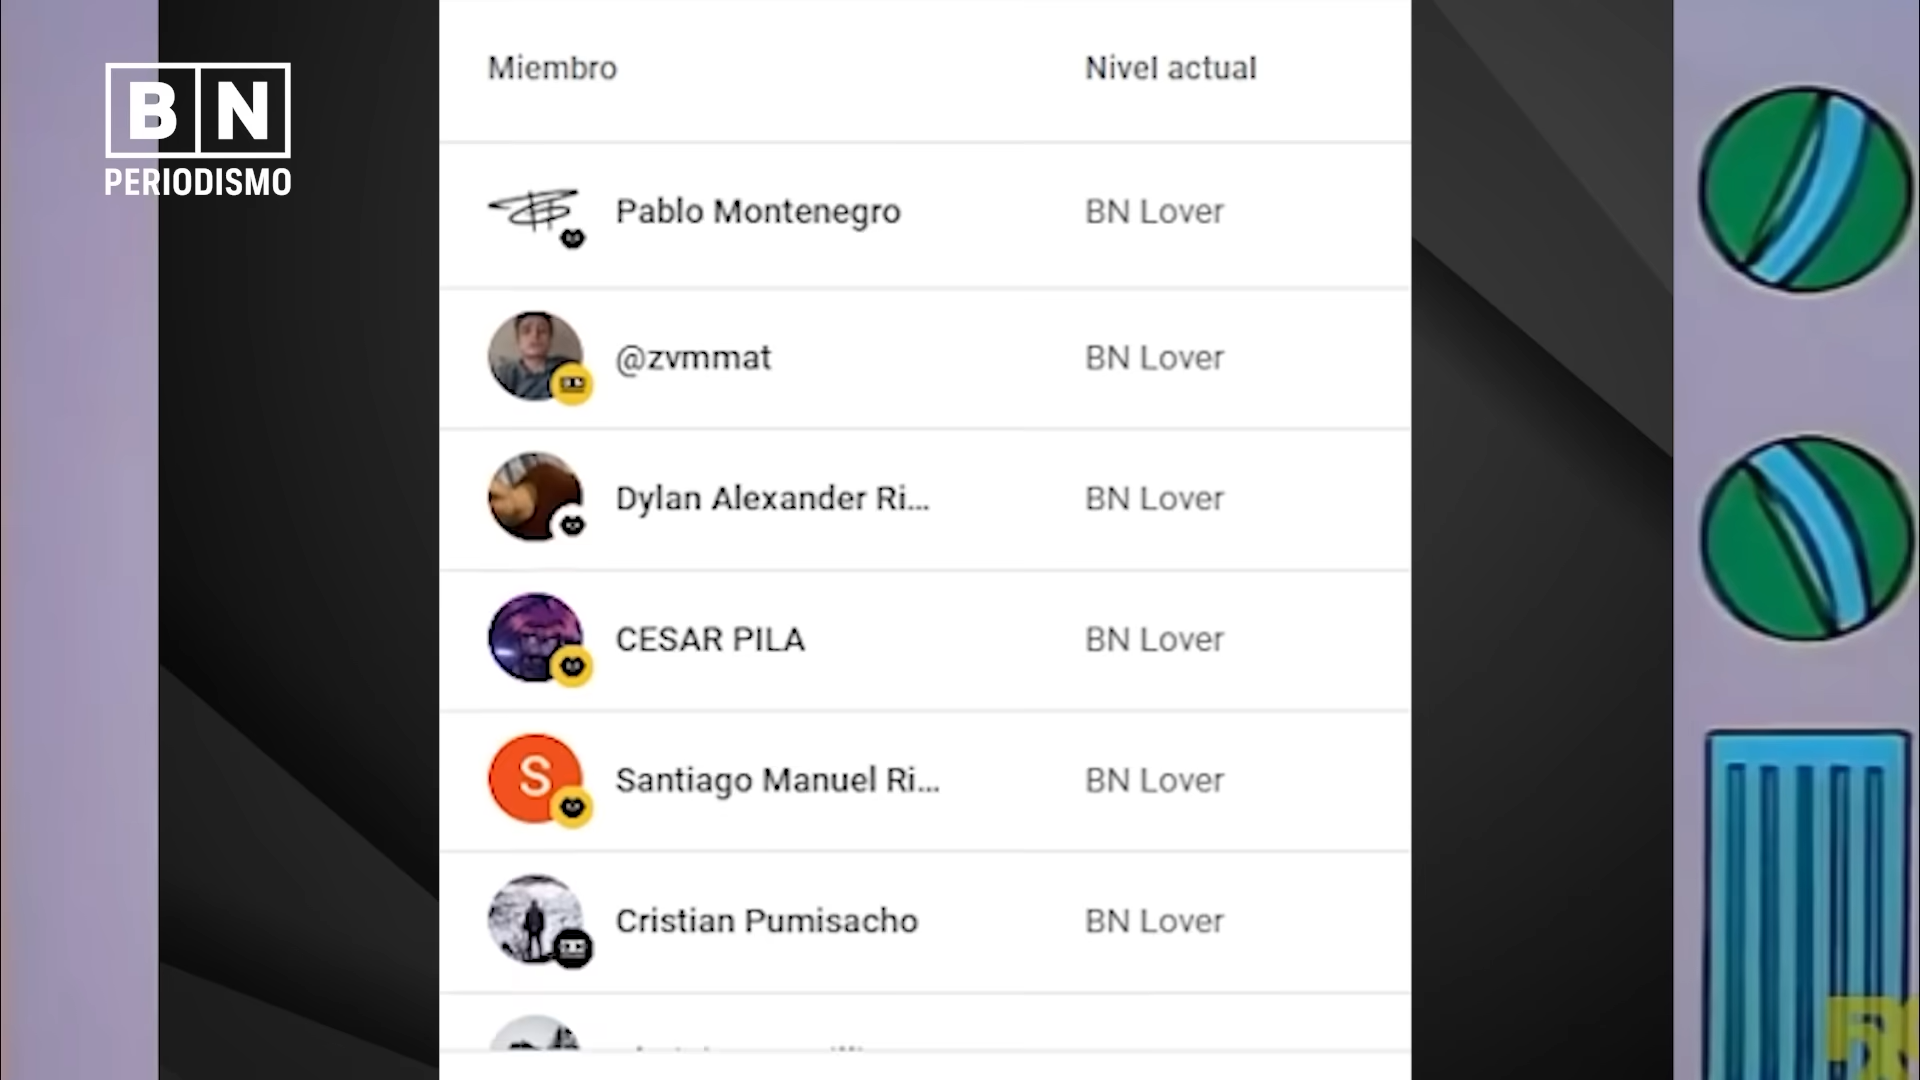 BN
PERIODISMO
Miembro Nivel actual
Pablo Montenegro BN Lover
@zvmmat BN Lover
Dylan Alexander Ri... BN Lover
CESAR PILA BN Lover
S
Santiago Manuel Ri... BN Lover
Cristian Pumisacho BN Lover